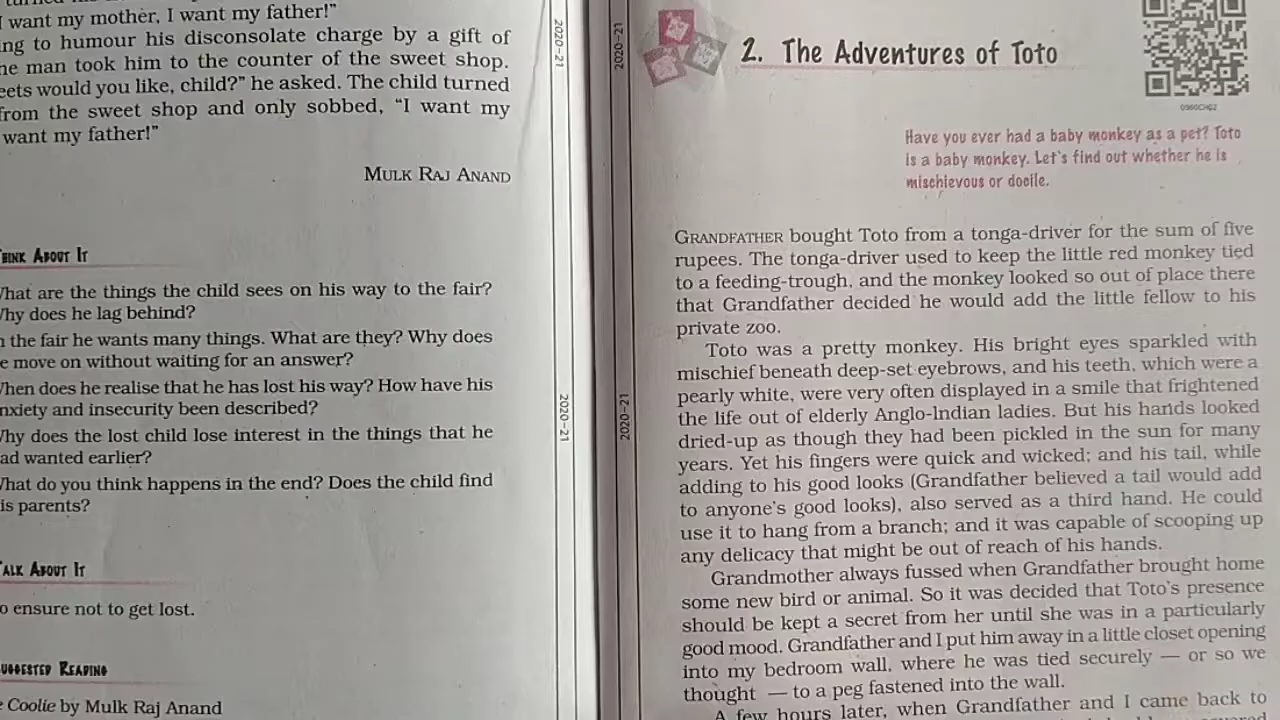 I want my mother, I want my father!"
ing to humour his disconsolate charge by a gift of
he man took him to the counter of the sweet shop.
eets would you like, child?" he asked. The child turned
from the sweet shop and only sobbed, "I want my
want my father!"
MULK RAJ ANAND
HINK ABOUT IT
What are the things the child sees on his way to the fair?
Why does he lag behind?
n the fair he wants many things. What are they? Why does
e move on without waiting for an answer?
When does he realise that he has lost his way? How have his
nxiety and insecurity been described?
Why does the lost child lose interest in the things that he
ad wanted earlier?
What do you think happens in the end? Does the child find
is parents?
TALK ABOUT IT
o ensure not to get lost.
UGGESTED READING
e Coolie by Mulk Raj Anand
2020-21
2020-21
2020-21
2020-21
2. The Adventures of Toto
0960CH02
Have you ever had a baby monkey as a pet? Toto
is a baby monkey. Let's find out whether he is
mischievous or docile.
GRANDFATHER bought Toto from a tonga-driver for the sum of five
rupees. The tonga-driver used to keep the little red monkey tied
to a feeding-trough, and the monkey looked so out of place there
that Grandfather decided he would add the little fellow to his
private zoo.
Toto was a pretty monkey. His bright eyes sparkled with
mischief beneath deep-set eyebrows, and his teeth, which were a
pearly white, were very often displayed in a smile that frightened
the life out of elderly Anglo-Indian ladies. But his hands looked
dried-up as though they had been pickled in the sun for many
years. Yet his fingers were quick and wicked; and his tail, while
adding to his good looks (Grandfather believed a tail would add
to anyone's good looks), also served as a third hand. He could
use it to hang from a branch; and it was capable of scooping up
any delicacy that might be out of reach of his hands.
Grandmother always fussed when Grandfather brought home
some new bird or animal. So it was decided that Toto's presence
should be kept a secret from her until she was in a particularly
good mood. Grandfather and I put him away in a little closet opening
into my bedroom wall, where he was tied securely — or so we
thought — to a peg fastened into the wall.
A few hours later, when Grandfather and I came back to